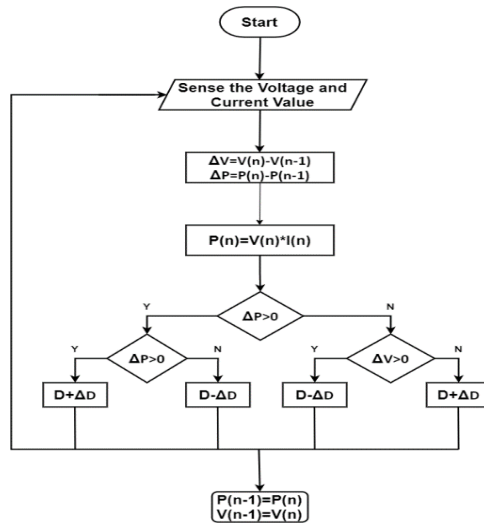 Start
Sense the Voltage and
Current Value
ΔV=V(n)-V(n-1)
ΔP=P(n)-P(n-1)
P(n)=V(n)*I(n)
Y
ΔP>0
N
Y
ΔP>0
N
Y
ΔV>0
N
D+ΔD
D-ΔD
D-ΔD
D+ΔD
P(n-1)=P(n)
V(n-1)=V(n)